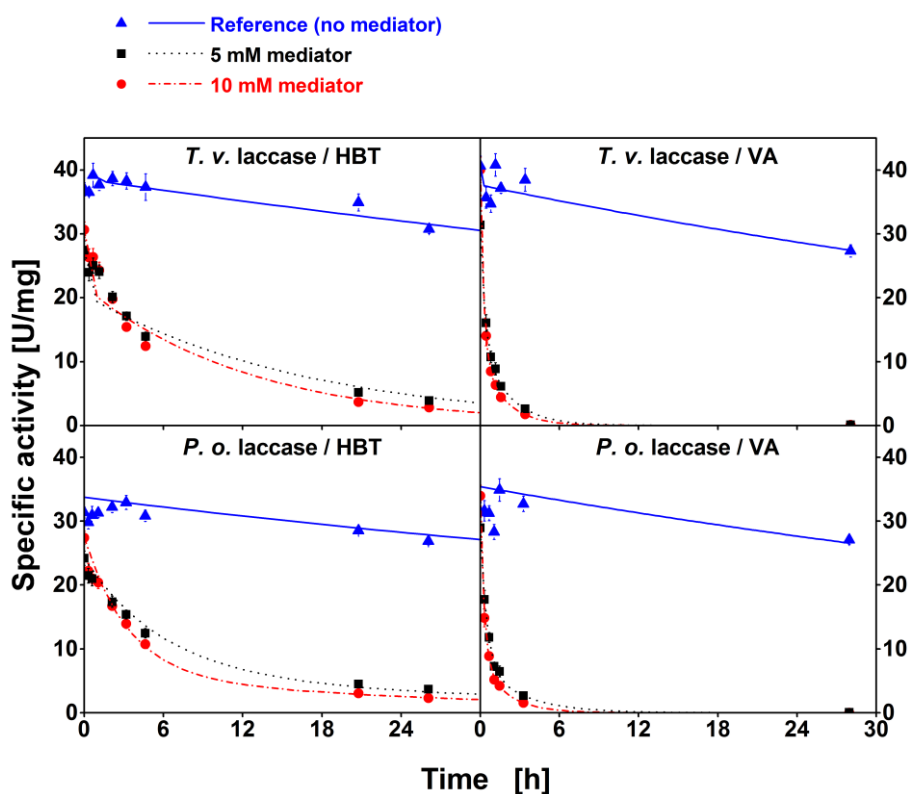 Reference (no mediator)
5 mM mediator
10 mM mediator
T. v. laccase / HBT
T. v. laccase / VA
40
30
20
10
0
40
30
20
10
0
P. o. laccase / HBT
P. o. laccase / VA
40
30
20
10
0
40
30
20
10
0
0 6 12 18 24 0 6 12 18 24 30
Specific activity [U/mg]
Time [h]